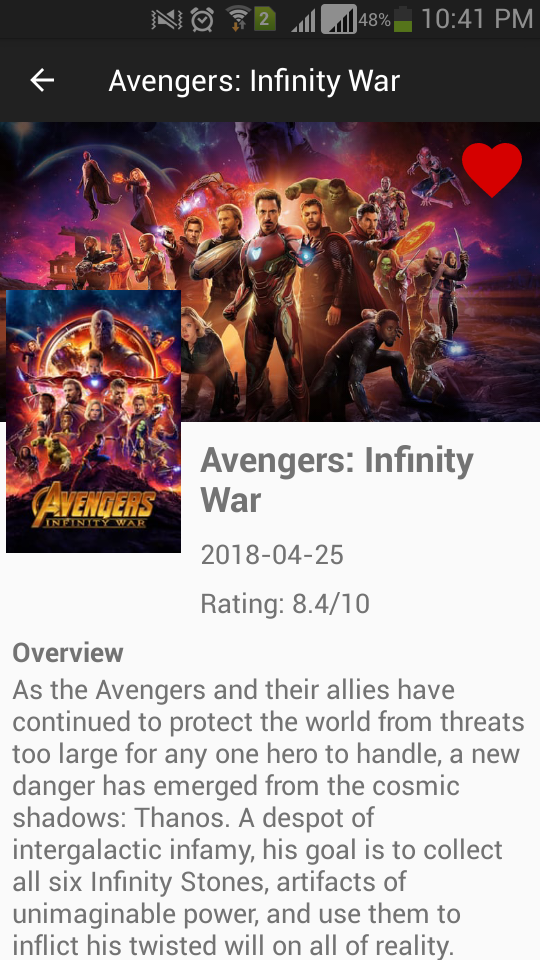 2 48% 10:41 PM
Avengers: Infinity War
AVENGERS
INFINITY WAR
Avengers: Infinity
War
2018-04-25
Rating: 8.4/10
Overview
As the Avengers and their allies have
continued to protect the world from threats
too large for any one hero to handle, a new
danger has emerged from the cosmic
shadows: Thanos. A despot of
intergalactic infamy, his goal is to collect
all six Infinity Stones, artifacts of
unimaginable power, and use them to
inflict his twisted will on all of reality.